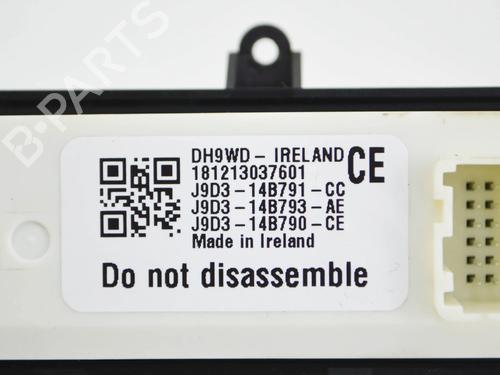 B-PARTS
DH9WD - IRELAND CE
181213037601
J9D3-14B791-CC
J9D3-14B793-AE
J9D3-14B790-CE
Made in Ireland
Do not disassemble
B-PARTS